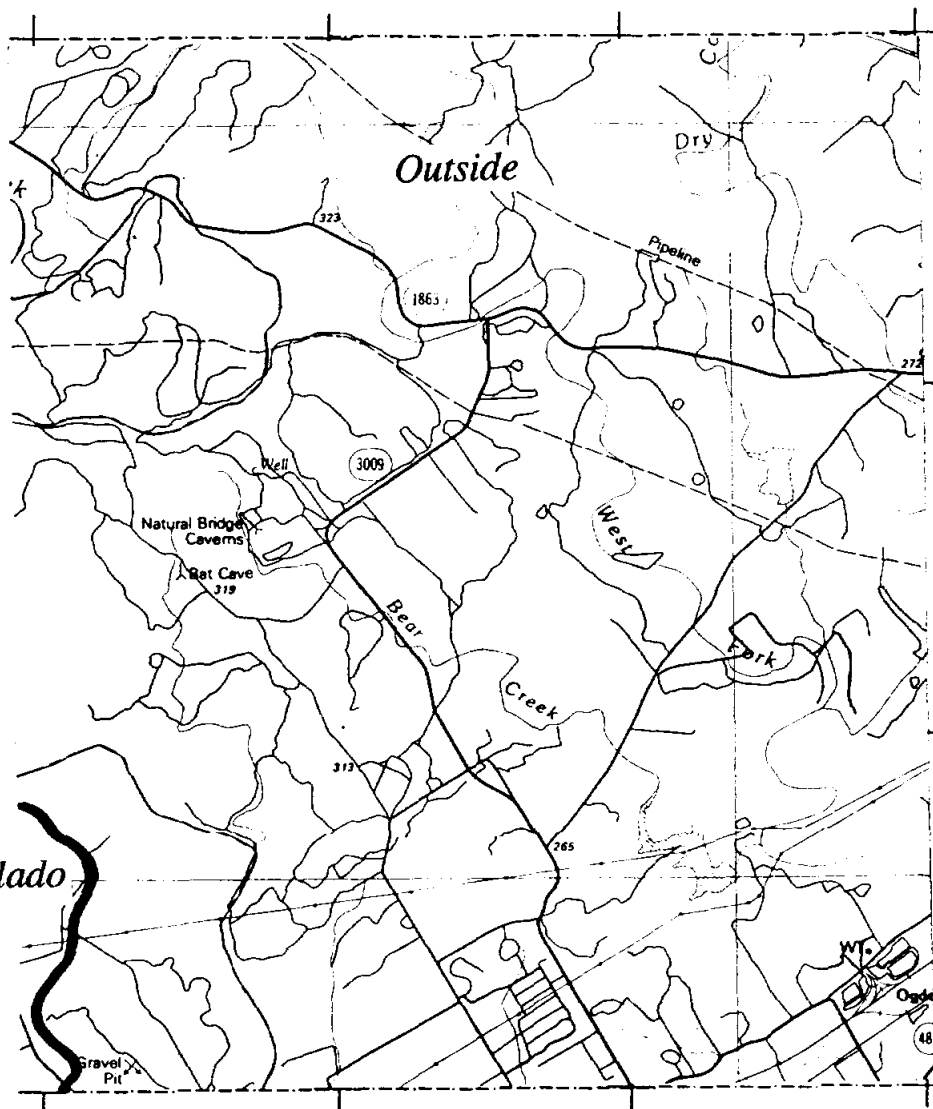 Dry
Outside
323
Pipeline
1863
272
Well
3009
Natural Bridge
Caverns
West
Bat Cave
319
Bear
Fork
Creek
313
265
lado
WT.
Ogde
48
Gravel
Pit